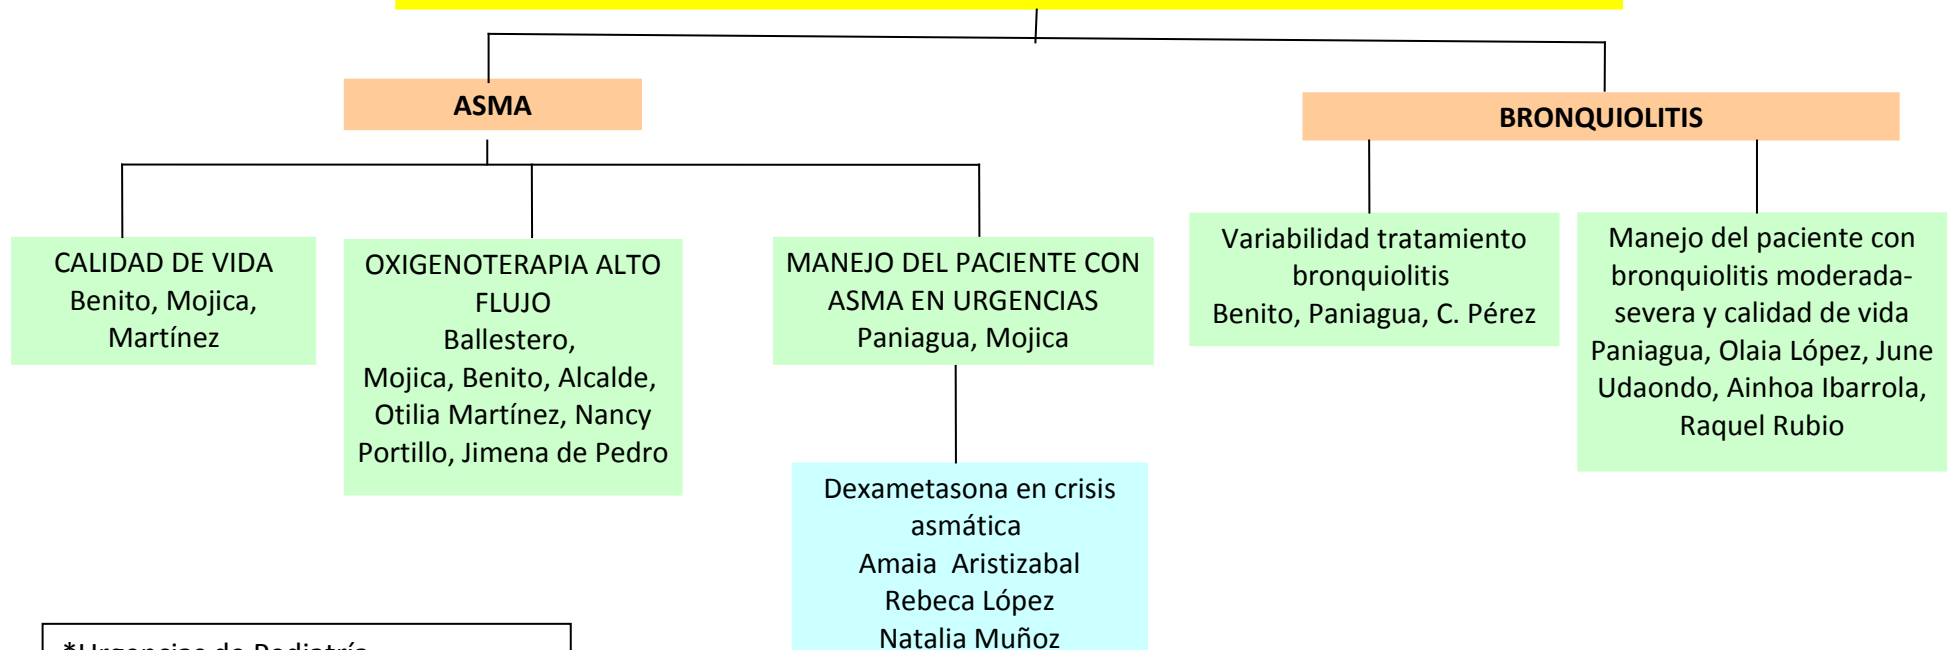 ASMA
BRONQUIOLITIS
CALIDAD DE VIDA
Benito, Mojica,
Martínez
OXIGENOTERAPIA ALTO
FLUJO
Ballestero,
Mojica, Benito, Alcalde,
Otilia Martínez, Nancy
Portillo, Jimena de Pedro
MANEJO DEL PACIENTE CON
ASMA EN URGENCIAS
Paniagua, Mojica
Variabilidad tratamiento
bronquiolitis
Benito, Paniagua, C. Pérez
Manejo del paciente con
bronquiolitis moderada-
severa y calidad de vida
Paniagua, Olaia López, June
Udaondo, Ainhoa Ibarrola,
Raquel Rubio
Dexametasona en crisis
asmática
Amaia Aristizabal
Rebeca López
Natalia Muñoz
*Urgencias de Pediatría